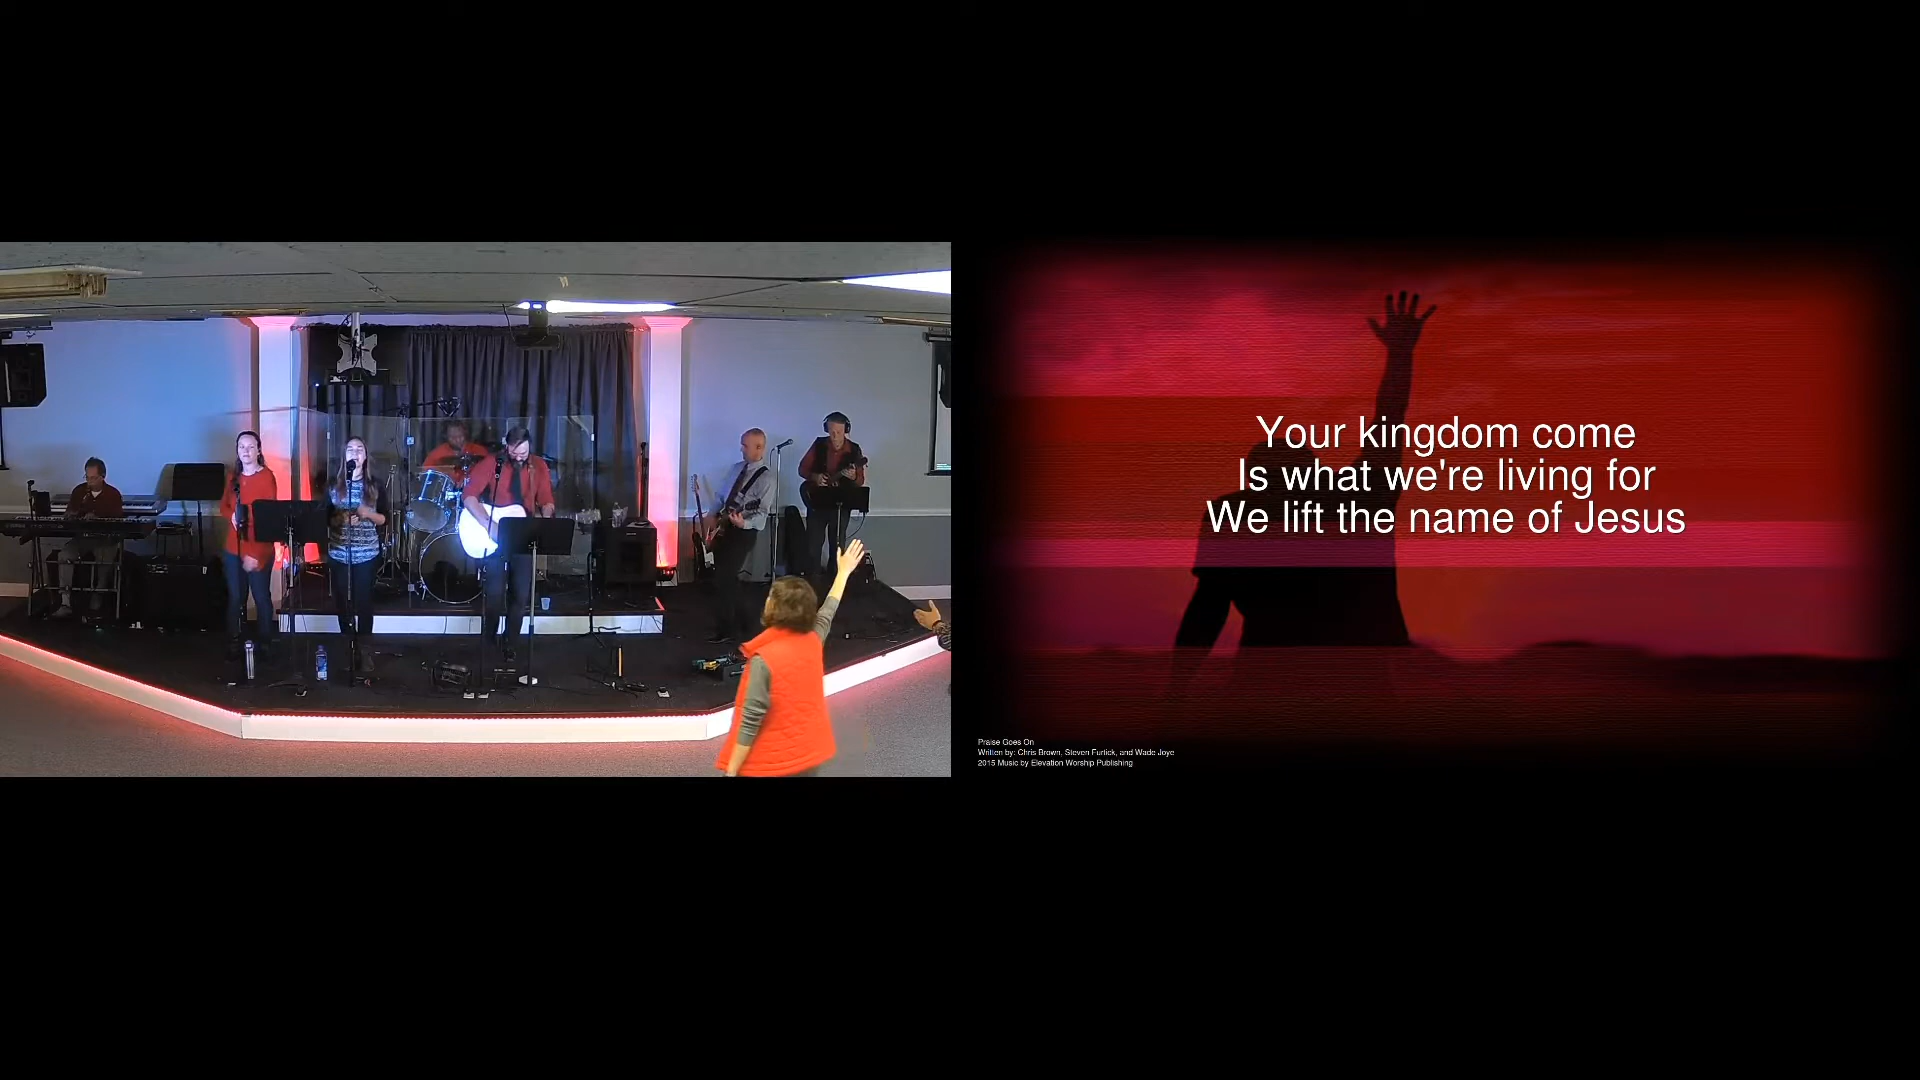 Your kingdom come
Is what we're living for
We lift the name of Jesus
Praise Goes On
Written by: Chris Brown, Steven Furtick, and Wade Joye
2015 Music by Elevation Worship Publishing